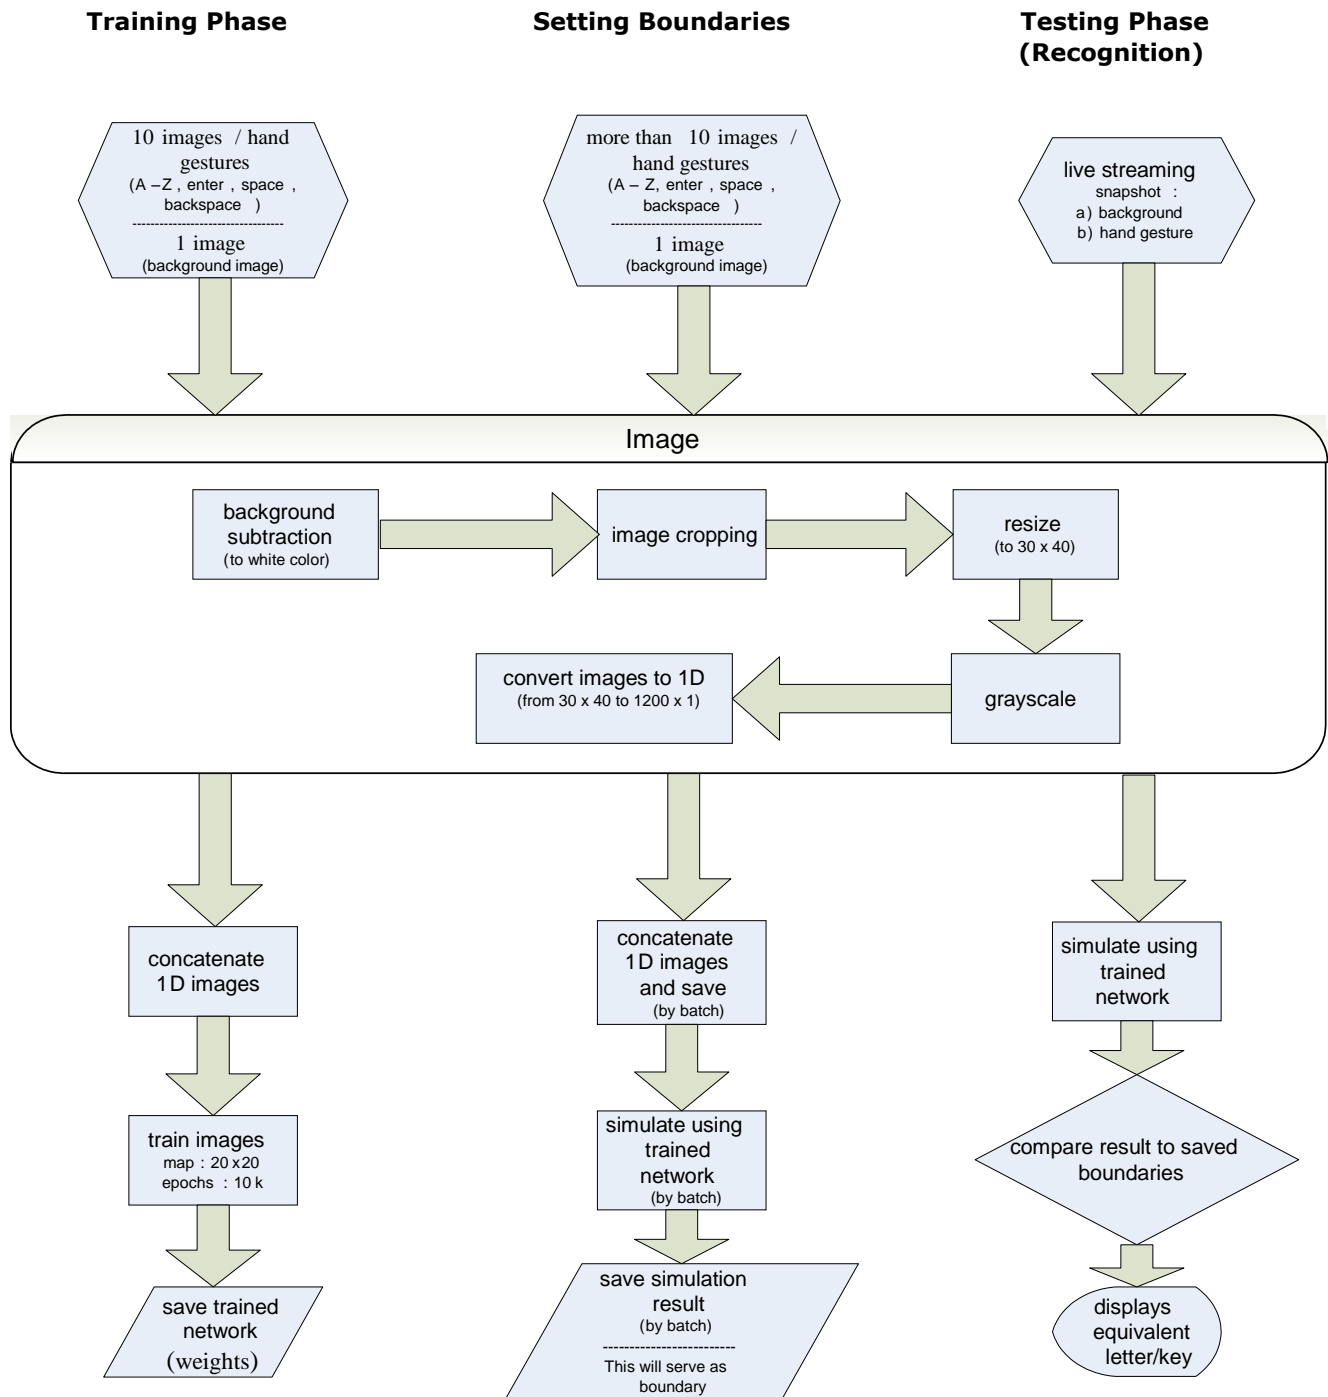 Training Phase
Setting Boundaries
Testing Phase
(Recognition)
10 images / hand
gestures
(A – Z , enter , space ,
backspace )
----------------------------------
1 image
(background image)
more than 10 images /
hand gestures
(A – Z, enter , space ,
backspace )
----------------------------------
1 image
(background image)
live streaming
snapshot :
a) background
b) hand gesture
Image
background
subtraction
(to white color)
image cropping
resize
(to 30 x 40)
convert images to 1D
(from 30 x 40 to 1200 x 1)
grayscale
concatenate
1D images
train images
map : 20 x20
epochs : 10 k
save trained
network
(weights)
concatenate
1D images
and save
(by batch)
simulate using
trained
network
(by batch)
save simulation
result
(by batch)
--------------------------
This will serve as
boundary
simulate using
trained
network
compare result to saved
boundaries
displays
equivalent
letter/key